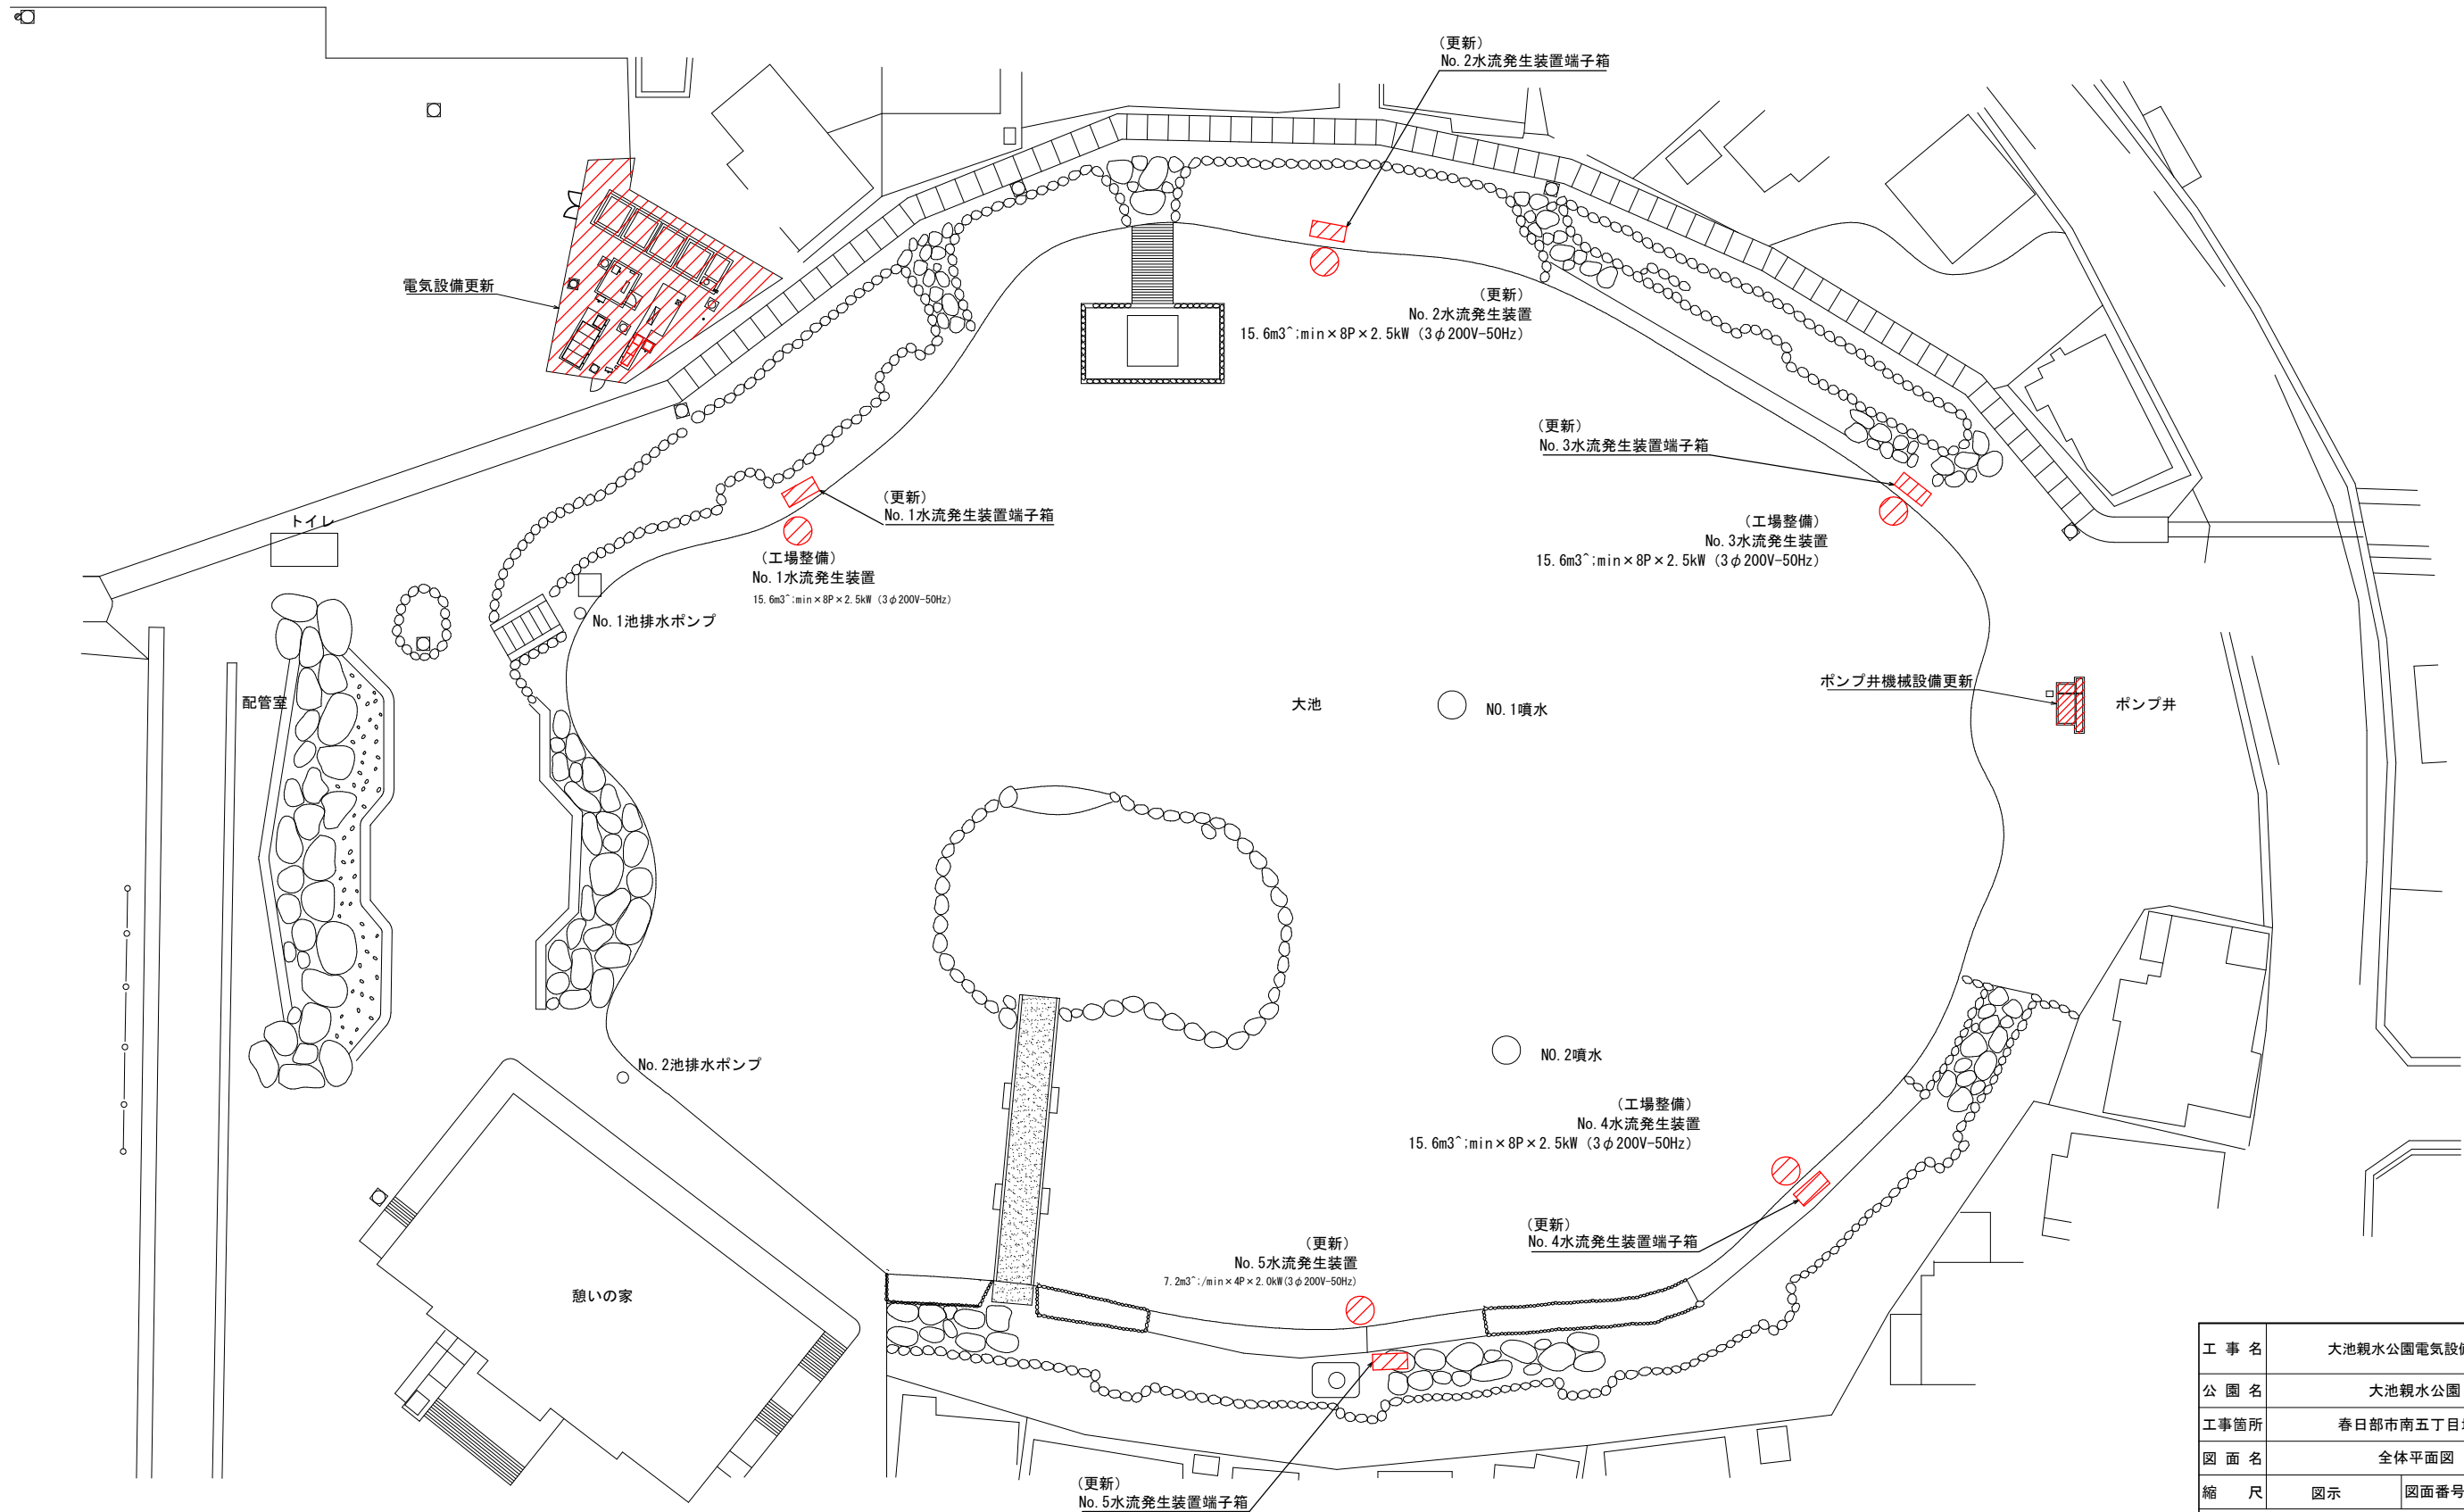 （更新）
No.2水流発生装置端子箱
電気設備更新
（更新）
No.2水流発生装置
15.6m3^;min×8P×2.5kW（3φ200V-50Hz）
（更新）
No.3水流発生装置端子箱
（更新）
No.1水流発生装置端子箱
トイレ
（工場整備）
No.3水流発生装置
15.6m3^;min×8P×2.5kW（3φ200V-50Hz）
（工場整備）
No.1水流発生装置
15.6m3^;min×8P×2.5kW（3φ200V-50Hz）
No.1池排水ポンプ
配管室
大池
NO.1噴水
ポンプ井機械設備更新
ポンプ井
No.2池排水ポンプ
NO.2噴水
（工場整備）
No.4水流発生装置
15.6m3^;min×8P×2.5kW（3φ200V-50Hz）
（更新）
No.4水流発生装置端子箱
（更新）
No.5水流発生装置
7.2m3^;/min×4P×2.0kW(3φ200V-50Hz)
憩いの家
（更新）
No.5水流発生装置端子箱
工事名 大池親水公園電気設
公園名 大池親水公園
工事箇所 春日部市南五丁目
図面名 全体平面図
縮尺 図示 図面番号